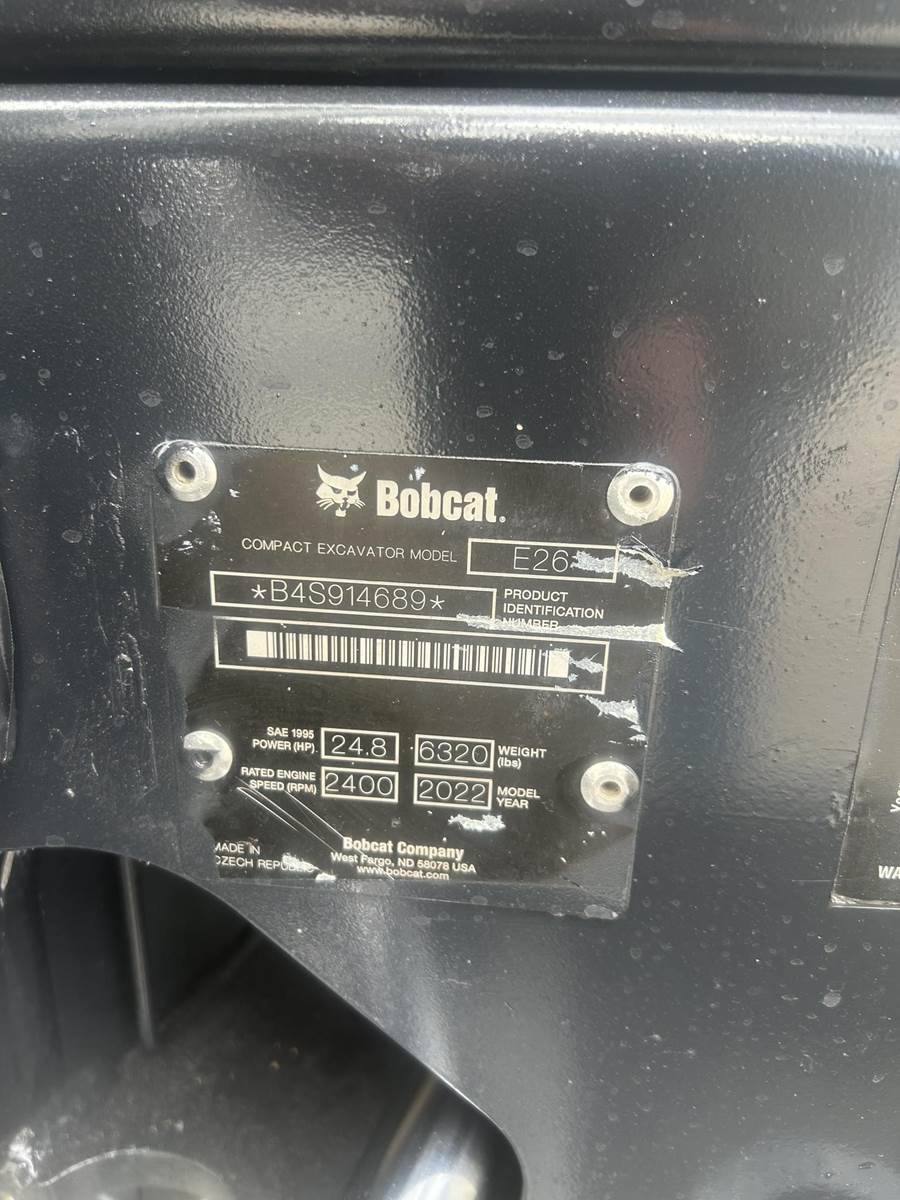 Bobcat.
COMPACT EXCAVATOR MODEL E26
*B4S914689* PRODUCT
IDENTIFICATION
NUMBER
SAE 1995
POWER (HP) 24.8 6320 WEIGHT
(lbs)
RATED ENGINE
SPEED (RPM) 2400 2022 MODEL
YEAR
MADE IN
CZECH REPUBLIC
Bobcat Company
West Fargo, ND 58078 USA
www.bobcat.com
WA